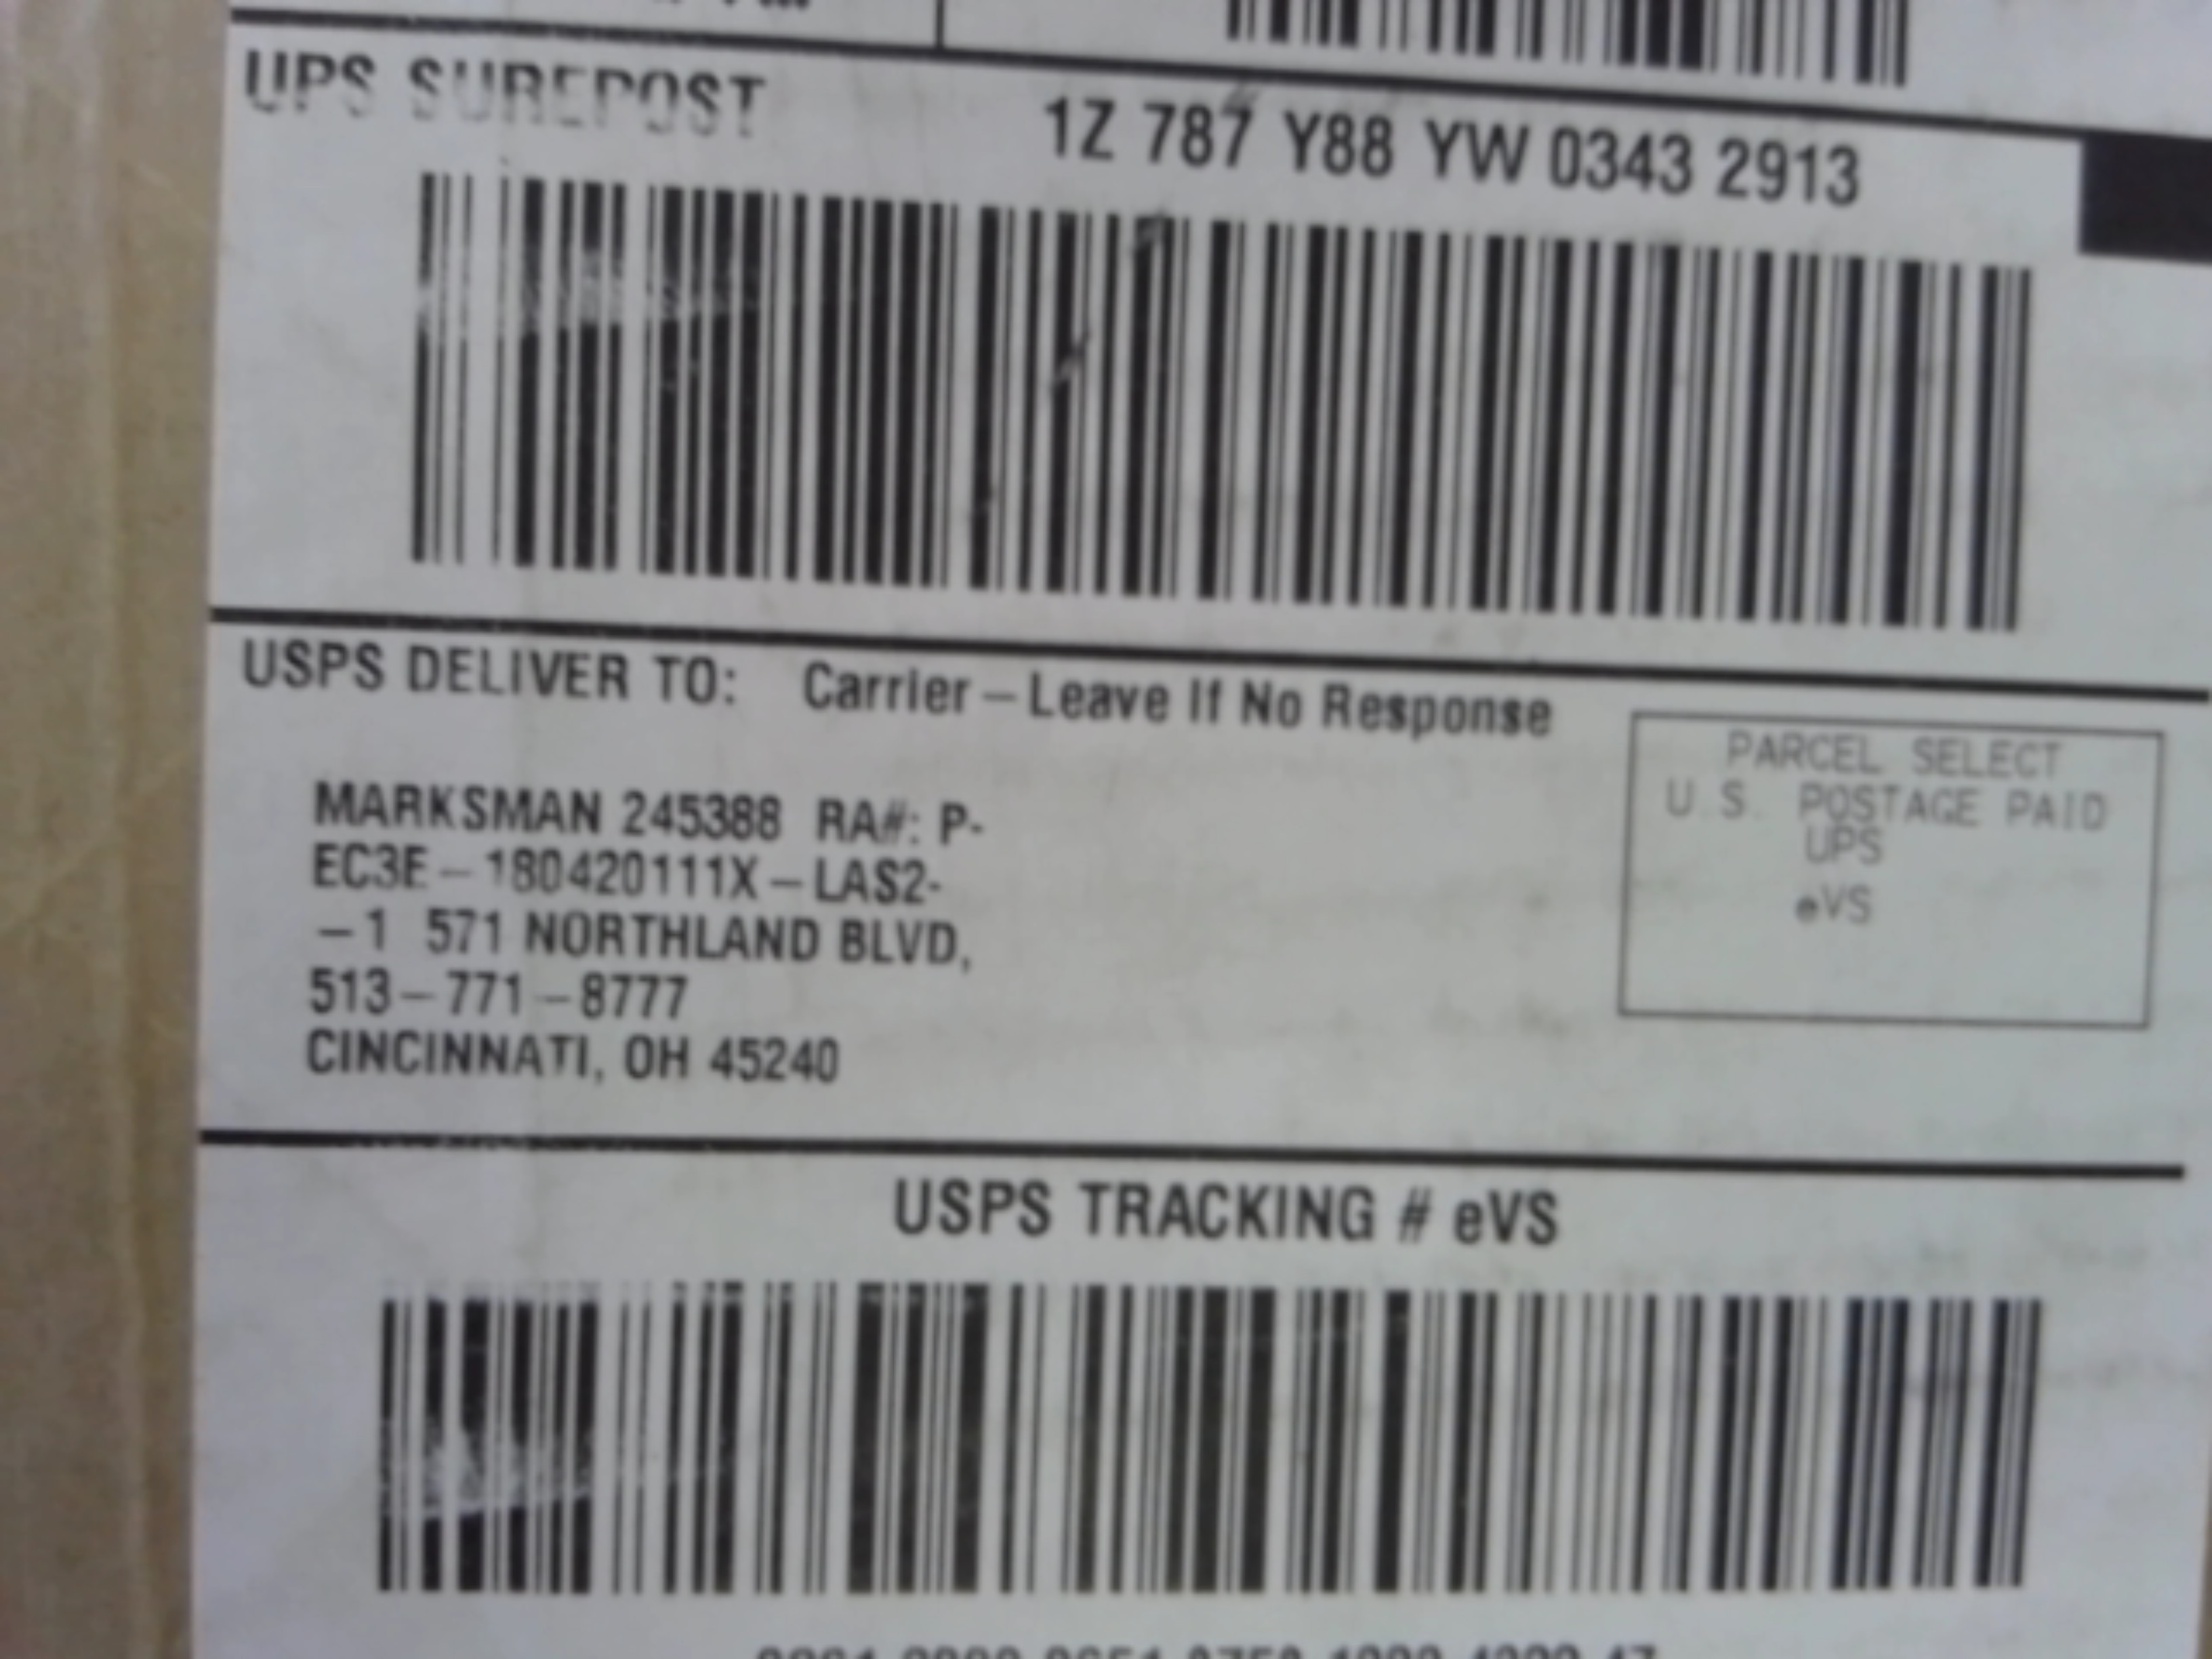 UPS SUREPOST
1Z 787 Y88 YW 0343 2913
USPS DELIVER TO: Carrier – Leave If No Response
MARKSMAN 245388 RA#: P-
EC3E – 180420111X – LAS2-
– 1 571 NORTHLAND BLVD,
513 – 771 – 8777
CINCINNATI, OH 45240
PARCEL SELECT
U.S. POSTAGE PAID
UPS
eVS
USPS TRACKING # eVS